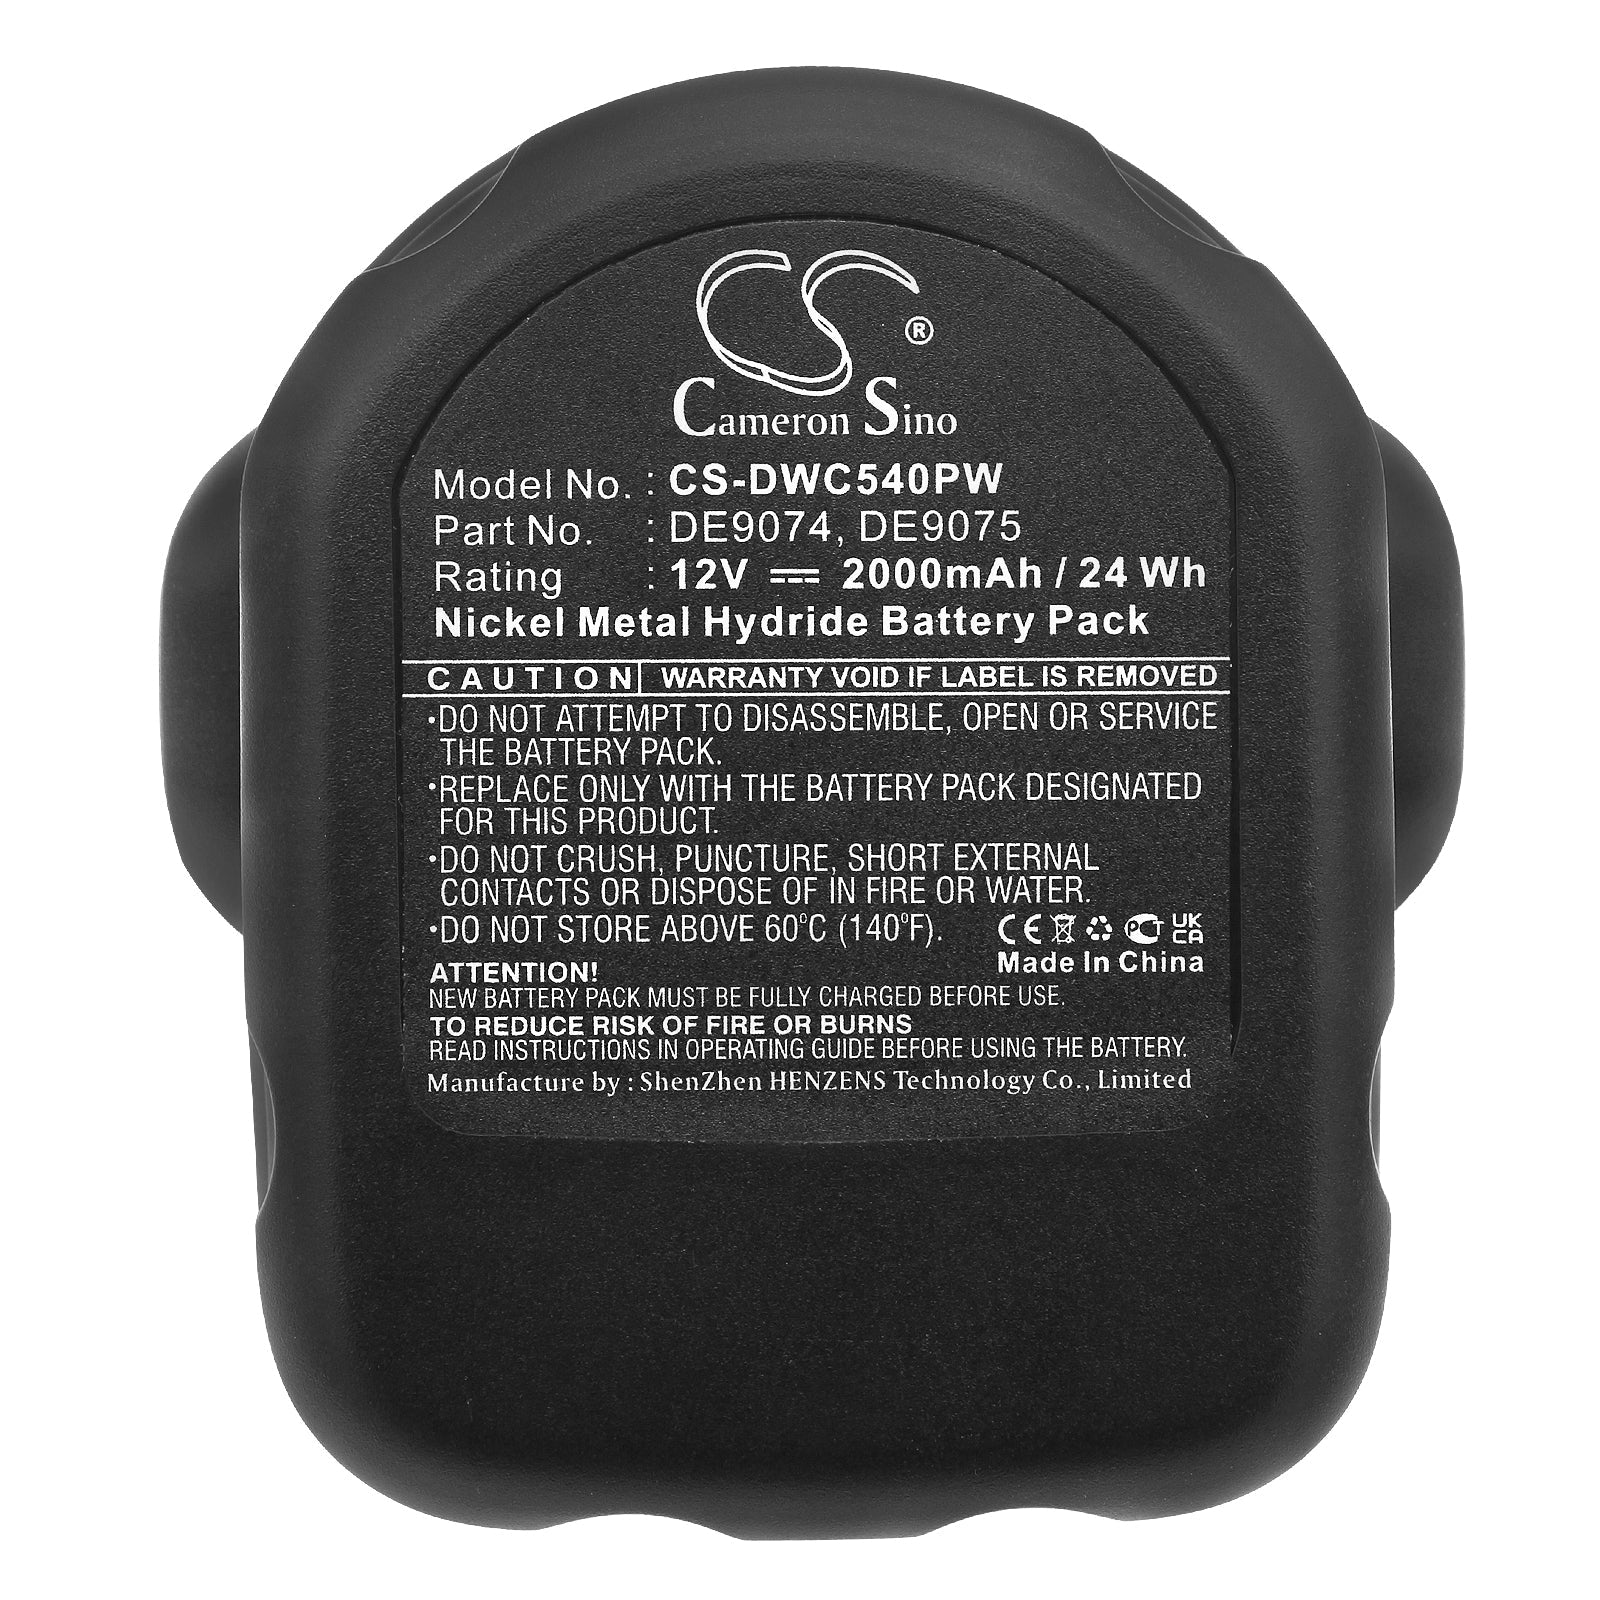 CS®
Cameron Sino
Model No. : CS-DWC540PW
Part No. : DE9074, DE9075
Rating : 12V ⎓ 2000mAh / 24 Wh
Nickel Metal Hydride Battery Pack
CAUTION WARRANTY VOID IF LABEL IS REMOVED
•DO NOT ATTEMPT TO DISASSEMBLE, OPEN OR SERVICE
THE BATTERY PACK.
•REPLACE ONLY WITH THE BATTERY PACK DESIGNATED
FOR THIS PRODUCT.
•DO NOT CRUSH, PUNCTURE, SHORT EXTERNAL
CONTACTS OR DISPOSE OF IN FIRE OR WATER.
•DO NOT STORE ABOVE 60°C (140°F).
CE PCT UK
CA
Made In China
ATTENTION!
NEW BATTERY PACK MUST BE FULLY CHARGED BEFORE USE.
TO REDUCE RISK OF FIRE OR BURNS
READ INSTRUCTIONS IN OPERATING GUIDE BEFORE USING THE BATTERY.
Manufacture by : ShenZhen HENZENS Technology Co., Limited